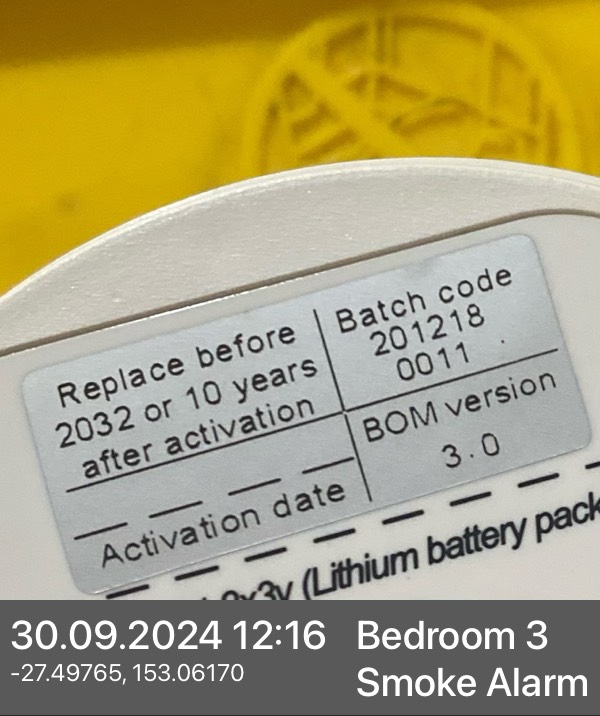 Replace before
2032 or 10 years
after activation
Activation date
Batch code
201218
0011
BOM version
3.0
(Lithium battery pack
30.09.2024 12:16
-27.49765, 153.06170
Bedroom 3
Smoke Alarm